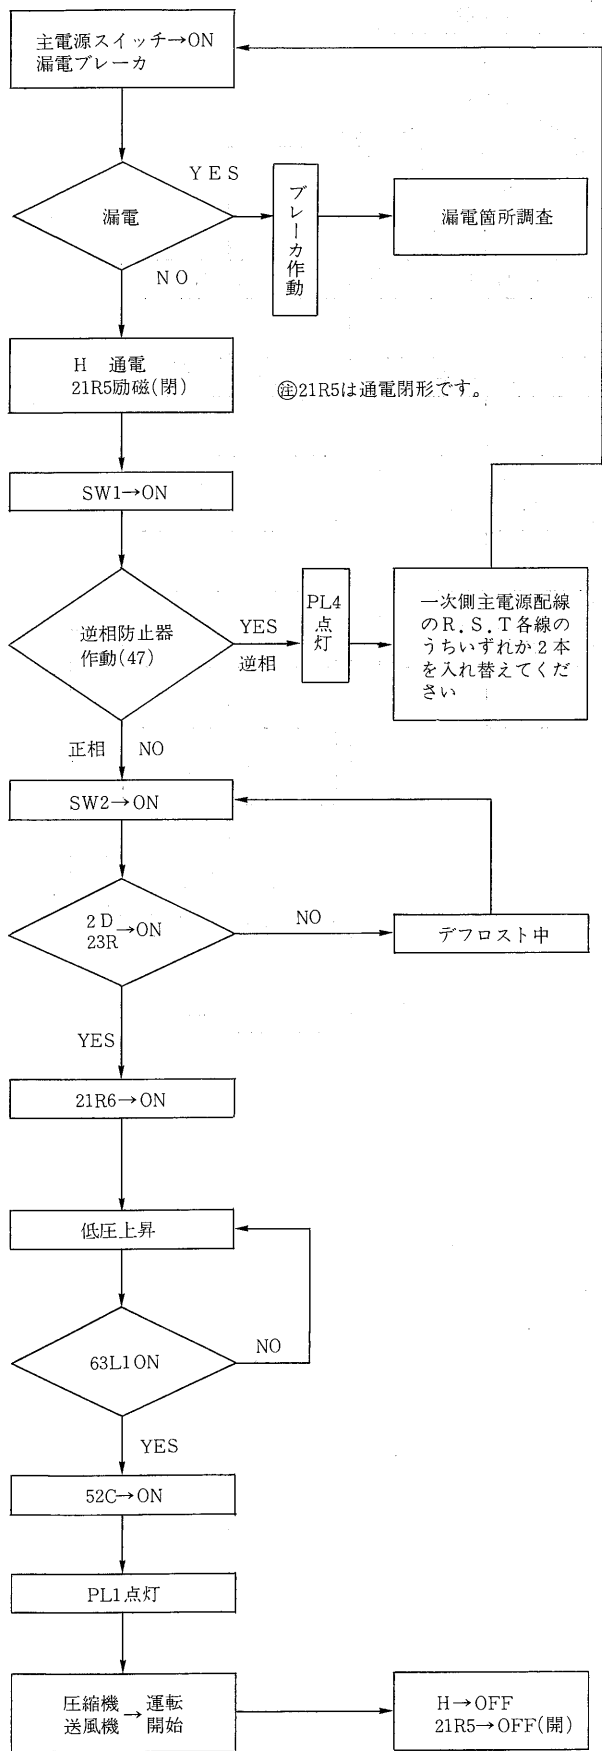 主電源スイッチ→ON
漏電ブレーカ
漏電
YES
ブレーカ作動
漏電箇所調査
NO
H 通電
21R5励磁(閉)
㊟21R5は通電閉形です。
SW1→ON
逆相防止器
作動(47)
YES
逆相
PL4
点灯
一次側主電源配線
のR.S.T各線の
うちいずれか2本
を入れ替えてくだ
さい
正相 NO
SW2→ON
2D
23R →ON
NO
デフロスト中
YES
21R6→ON
低圧上昇
63L1ON
NO
YES
52C→ON
PL1点灯
圧縮機→運転
送風機 開始
H→OFF
21R5→OFF(開)